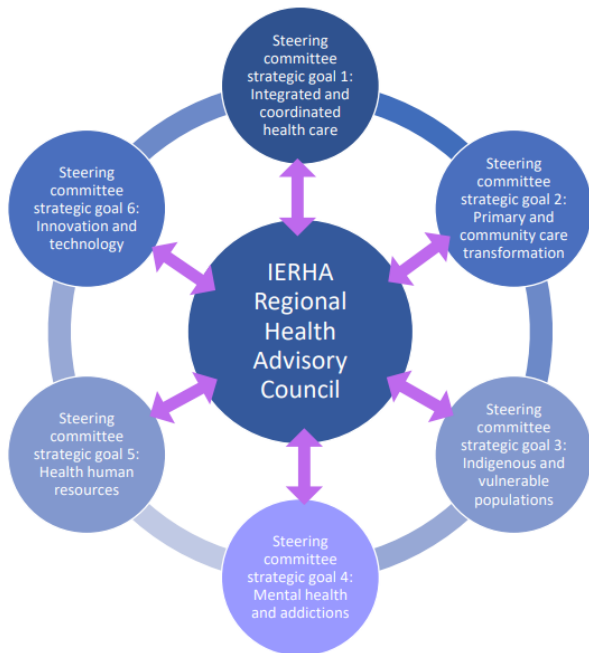 Steering
committee
strategic goal 1:
Integrated and
coordinated
health care
Steering
committee
strategic goal 2:
Primary and
community care
transformation
Steering
committee
strategic goal 3:
Indigenous and
vulnerable
populations
Steering
committee
strategic goal 4:
Mental health
and addictions
Steering
committee
strategic goal 5:
Health human
resources
Steering
committee
strategic goal 6:
Innovation and
technology
IERHA
Regional
Health
Advisory
Council